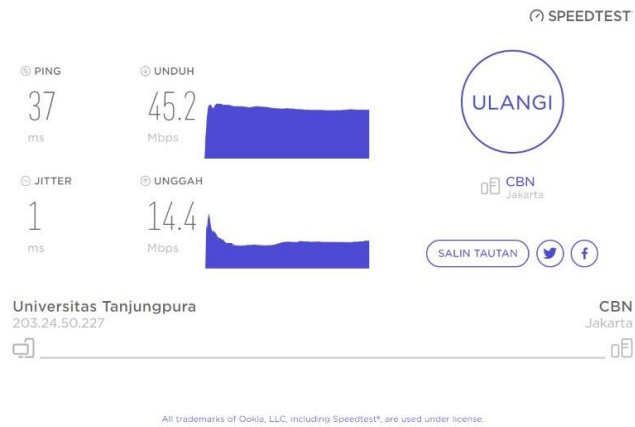 SPEEDTEST
PING
37
ms
UNDUH
45.2
Mbps
JITTER
1
ms
UNGGAH
14.4
Mbps
ULANGI
CBN
Jakarta
SALIN TAUTAN
Universitas Tanjungpura
203.24.50.227
CBN
Jakarta
All trademarks of Ookla, LLC, including Speedtest®, are used under license.